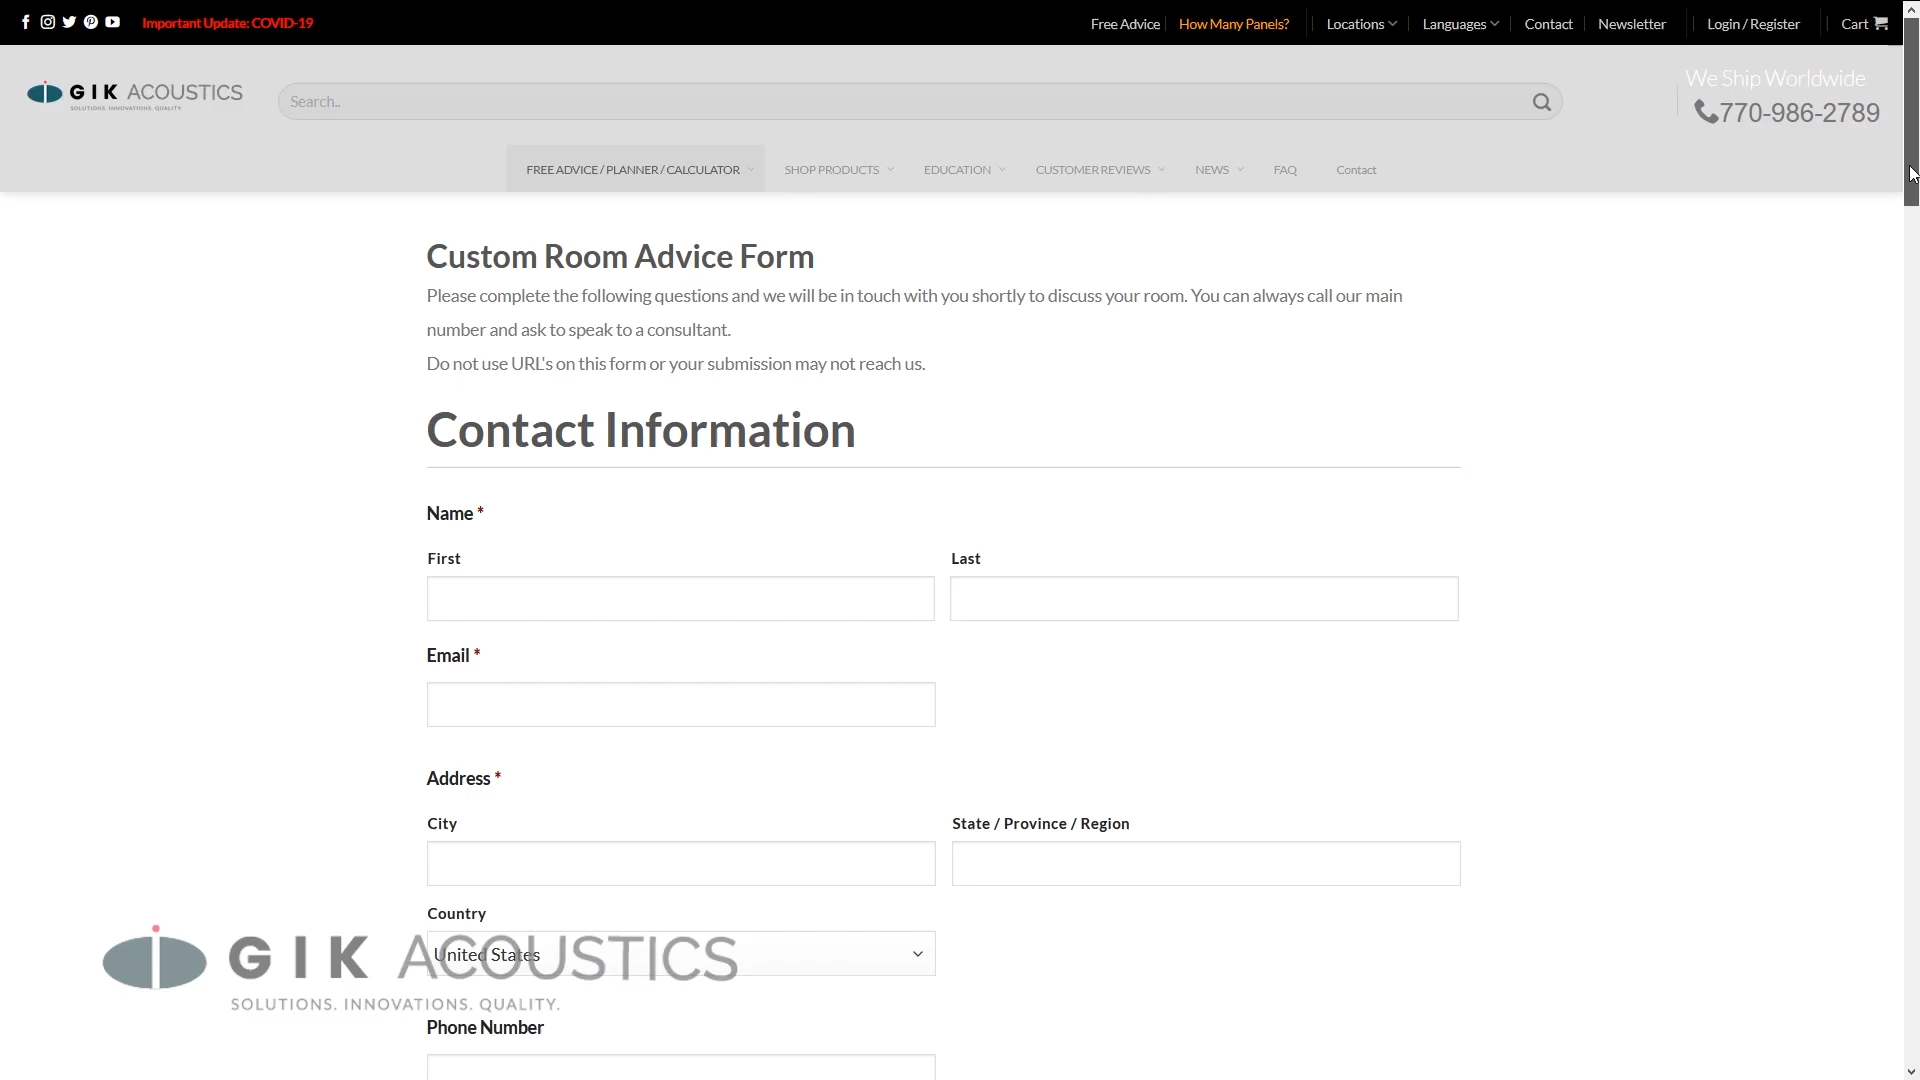 Important Update: COVID-19
Free Advice
How Many Panels?
Locations
Languages
Contact
Newsletter
Login / Register
Cart
GIK ACOUSTICS
SOLUTIONS. INNOVATIONS. QUALITY.
Search..
We Ship Worldwide
770-986-2789
FREE ADVICE / PLANNER / CALCULATOR
SHOP PRODUCTS
EDUCATION
CUSTOMER REVIEWS
NEWS
FAQ
Contact
Custom Room Advice Form
Please complete the following questions and we will be in touch with you shortly to discuss your room. You can always call our main
number and ask to speak to a consultant.
Do not use URL's on this form or your submission may not reach us.
Contact Information
Name *
First
Last
Email *
Address *
City
State / Province / Region
Country
United States
GIK ACOUSTICS
SOLUTIONS. INNOVATIONS. QUALITY.
Phone Number